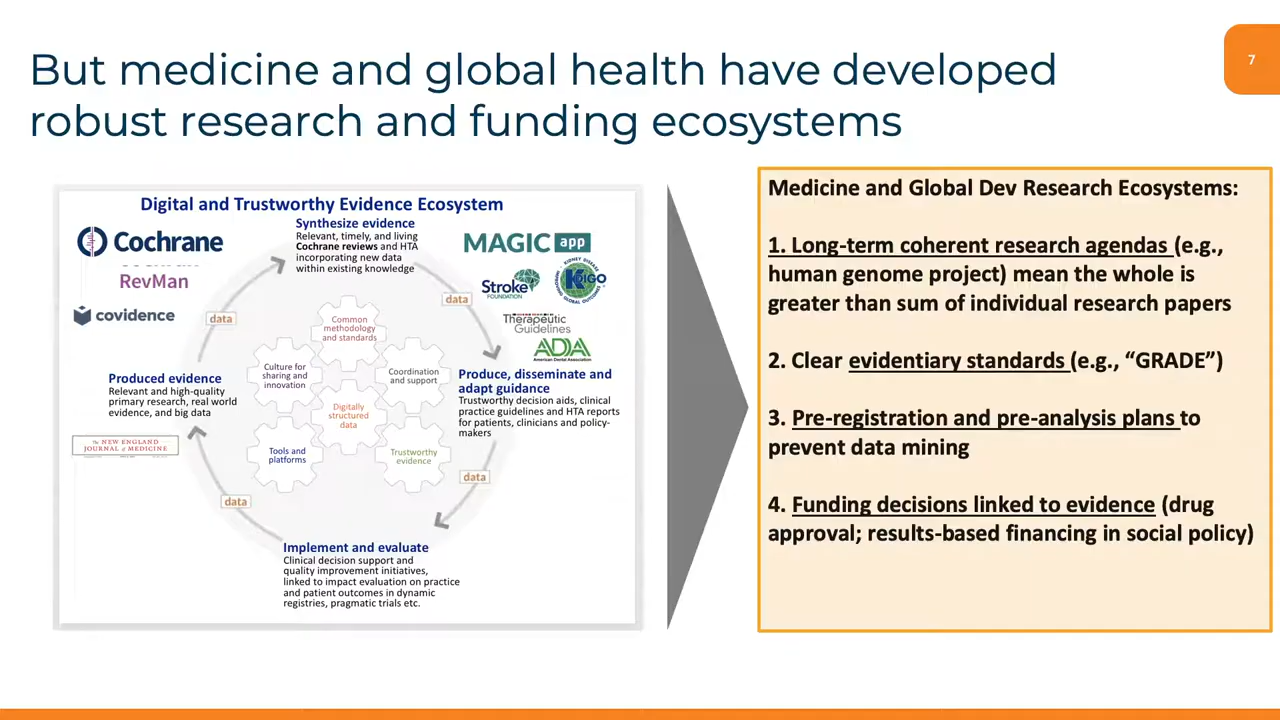 But medicine and global health have developed
robust research and funding ecosystems
7
Digital and Trustworthy Evidence Ecosystem
Cochrane
RevMan
covidence
Synthesize evidence
Relevant, timely, and living
Cochrane reviews and HTA
incorporating new data
within existing knowledge
MAGIC app
Stroke
FOUNDATION
KDIGO
Therapeutic
Guidelines
ADA
American Dental Association
data
data
Common
methodology
and standards
Culture for
sharing and
innovation
Coordination
and support
Digitally
structured
data
Tools and
platforms
Trustworthy
evidence
Produced evidence
Relevant and high-quality
primary research, real world
evidence, and big data
The NEW ENGLAND
JOURNAL of MEDICINE
Produce, disseminate and
adapt guidance
Trustworthy decision aids, clinical
practice guidelines and HTA reports
for patients, clinicians and policy-
makers
data
data
Implement and evaluate
Clinical decision support and
quality improvement initiatives,
linked to impact evaluation on practice
and patient outcomes in dynamic
registries, pragmatic trials etc.
Medicine and Global Dev Research Ecosystems:
1. Long-term coherent research agendas (e.g.,
human genome project) mean the whole is
greater than sum of individual research papers
2. Clear evidentiary standards (e.g., “GRADE”)
3. Pre-registration and pre-analysis plans to
prevent data mining
4. Funding decisions linked to evidence (drug
approval; results-based financing in social policy)